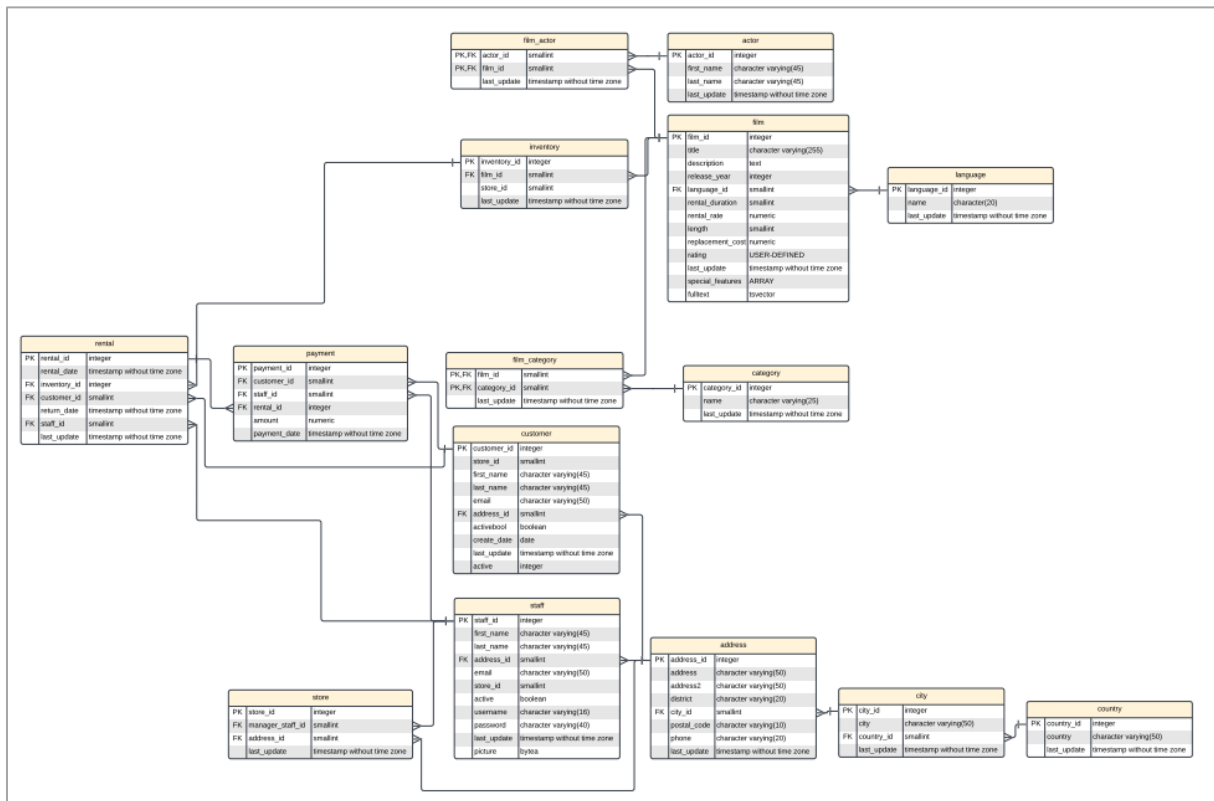 film_actor
PK,FK actor_id smallint
PK,FK film_id smallint
last_update timestamp without time zone
actor
PK actor_id integer
first_name character varying(45)
last_name character varying(45)
last_update timestamp without time zone
film
PK film_id integer
title character varying(255)
description text
release_year integer
FK language_id smallint
rental_duration smallint
rental_rate numeric
length smallint
replacement_cost numeric
rating USER-DEFINED
last_update timestamp without time zone
special_features ARRAY
fulltext tsvector
inventory
PK inventory_id integer
FK film_id smallint
store_id smallint
last_update timestamp without time zone
language
PK language_id integer
name character(20)
last_update timestamp without time zone
rental
PK rental_id integer
rental_date timestamp without time zone
FK inventory_id integer
FK customer_id smallint
return_date timestamp without time zone
FK staff_id smallint
last_update timestamp without time zone
payment
PK payment_id integer
FK customer_id smallint
FK staff_id smallint
FK rental_id integer
amount numeric
payment_date timestamp without time zone
film_category
PK,FK film_id smallint
PK,FK category_id smallint
last_update timestamp without time zone
category
PK category_id integer
name character varying(25)
last_update timestamp without time zone
customer
PK customer_id integer
store_id smallint
first_name character varying(45)
last_name character varying(45)
email character varying(50)
FK address_id smallint
activebool boolean
create_date date
last_update timestamp without time zone
active integer
staff
PK staff_id integer
first_name character varying(45)
last_name character varying(45)
FK address_id smallint
email character varying(50)
store_id smallint
active boolean
username character varying(16)
password character varying(40)
last_update timestamp without time zone
picture bytea
address
PK address_id integer
address character varying(50)
address2 character varying(50)
district character varying(20)
FK city_id smallint
postal_code character varying(10)
phone character varying(20)
last_update timestamp without time zone
store
PK store_id integer
FK manager_staff_id smallint
FK address_id smallint
last_update timestamp without time zone
city
PK city_id integer
city character varying(50)
FK country_id smallint
last_update timestamp without time zone
country
PK country_id integer
country character varying(50)
last_update timestamp without time zone